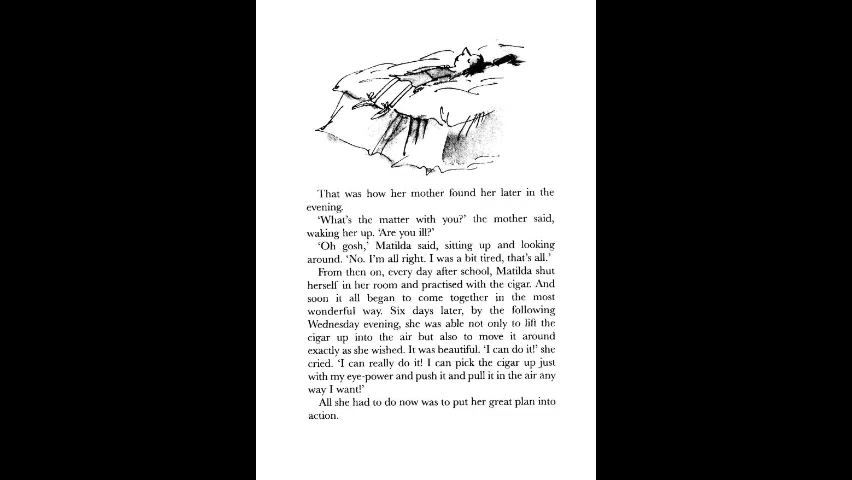 That was how her mother found her later in the
evening.
‘What’s the matter with you?’ the mother said,
waking her up. ‘Are you ill?’
‘Oh gosh,’ Matilda said, sitting up and looking
around. ‘No. I’m all right. I was a bit tired, that’s all.’
From then on, every day after school, Matilda shut
herself in her room and practised with the cigar. And
soon it all began to come together in the most
wonderful way. Six days later, by the following
Wednesday evening, she was able not only to lift the
cigar up into the air but also to move it around
exactly as she wished. It was beautiful. ‘I can do it!’ she
cried. ‘I can really do it! I can pick the cigar up just
with my eye-power and push it and pull it in the air any
way I want!’
All she had to do now was to put her great plan into
action.